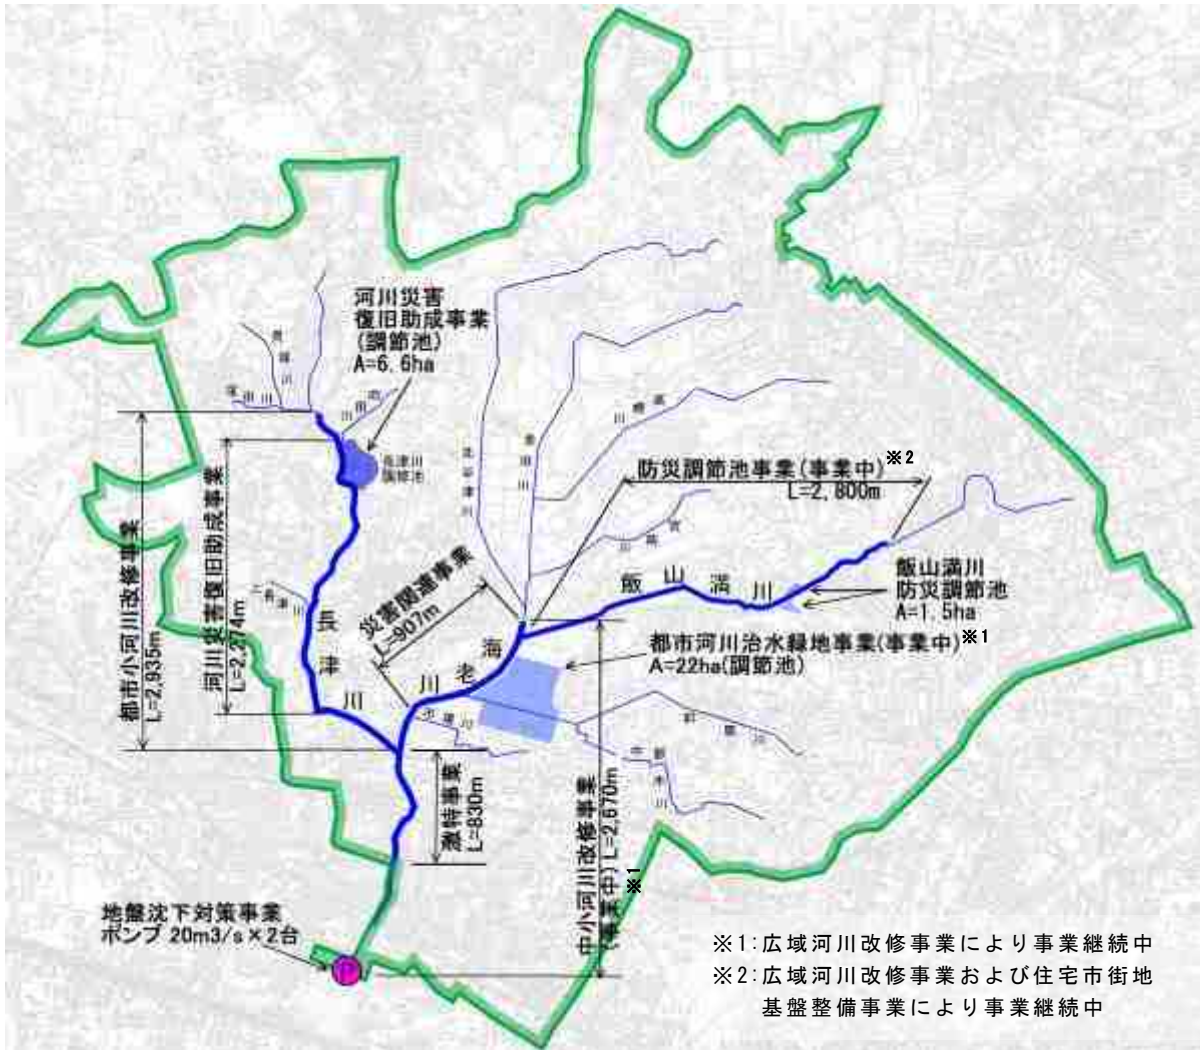 河川災害
復旧助成事業
(調節池)
A=6.6ha
長津川
調節池
都市小河川改修事業
L=2,935m
河川災害復旧助成事業
L=2,274m
長津川
災害関連事業
L=907m
海老川
防災調節池事業(事業中)※2
L=2,800m
飯山満川
飯山満川
防災調節池
A=1.5ha
都市河川治水緑地事業(事業中)※1
A=22ha(調節池)
激特事業
L=830m
中小河川改修事業
(事業中) L=2,670m
※1
地盤沈下対策事業
ポンプ 20m3/s×2台
P
※1:広域河川改修事業により事業継続中
※2:広域河川改修事業および住宅市街地
基盤整備事業により事業継続中